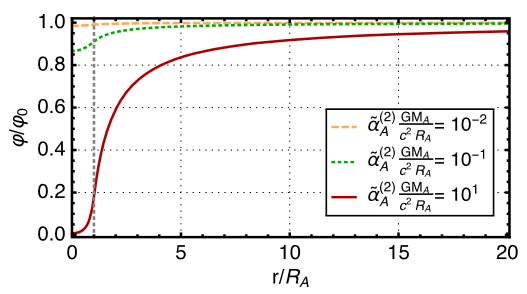 1.0
0.8
0.6
0.4
0.2
0.0
φ/φ₀
α̃_A^(2) GM_A/c² R_A = 10⁻²
α̃_A^(2) GM_A/c² R_A = 10⁻¹
α̃_A^(2) GM_A/c² R_A = 10¹
0 5 10 15 20
r/R_A